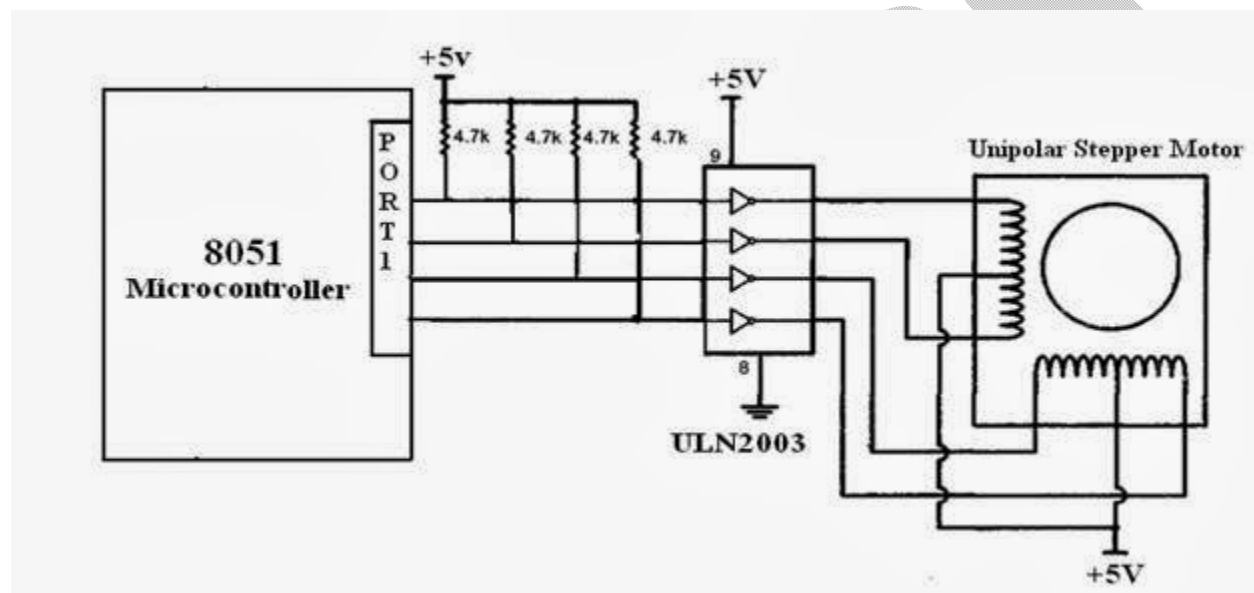 +5v
4.7k 4.7k 4.7k 4.7k
PORT1
8051
Microcontroller
+5V
9
8
ULN2003
Unipolar Stepper Motor
+5V